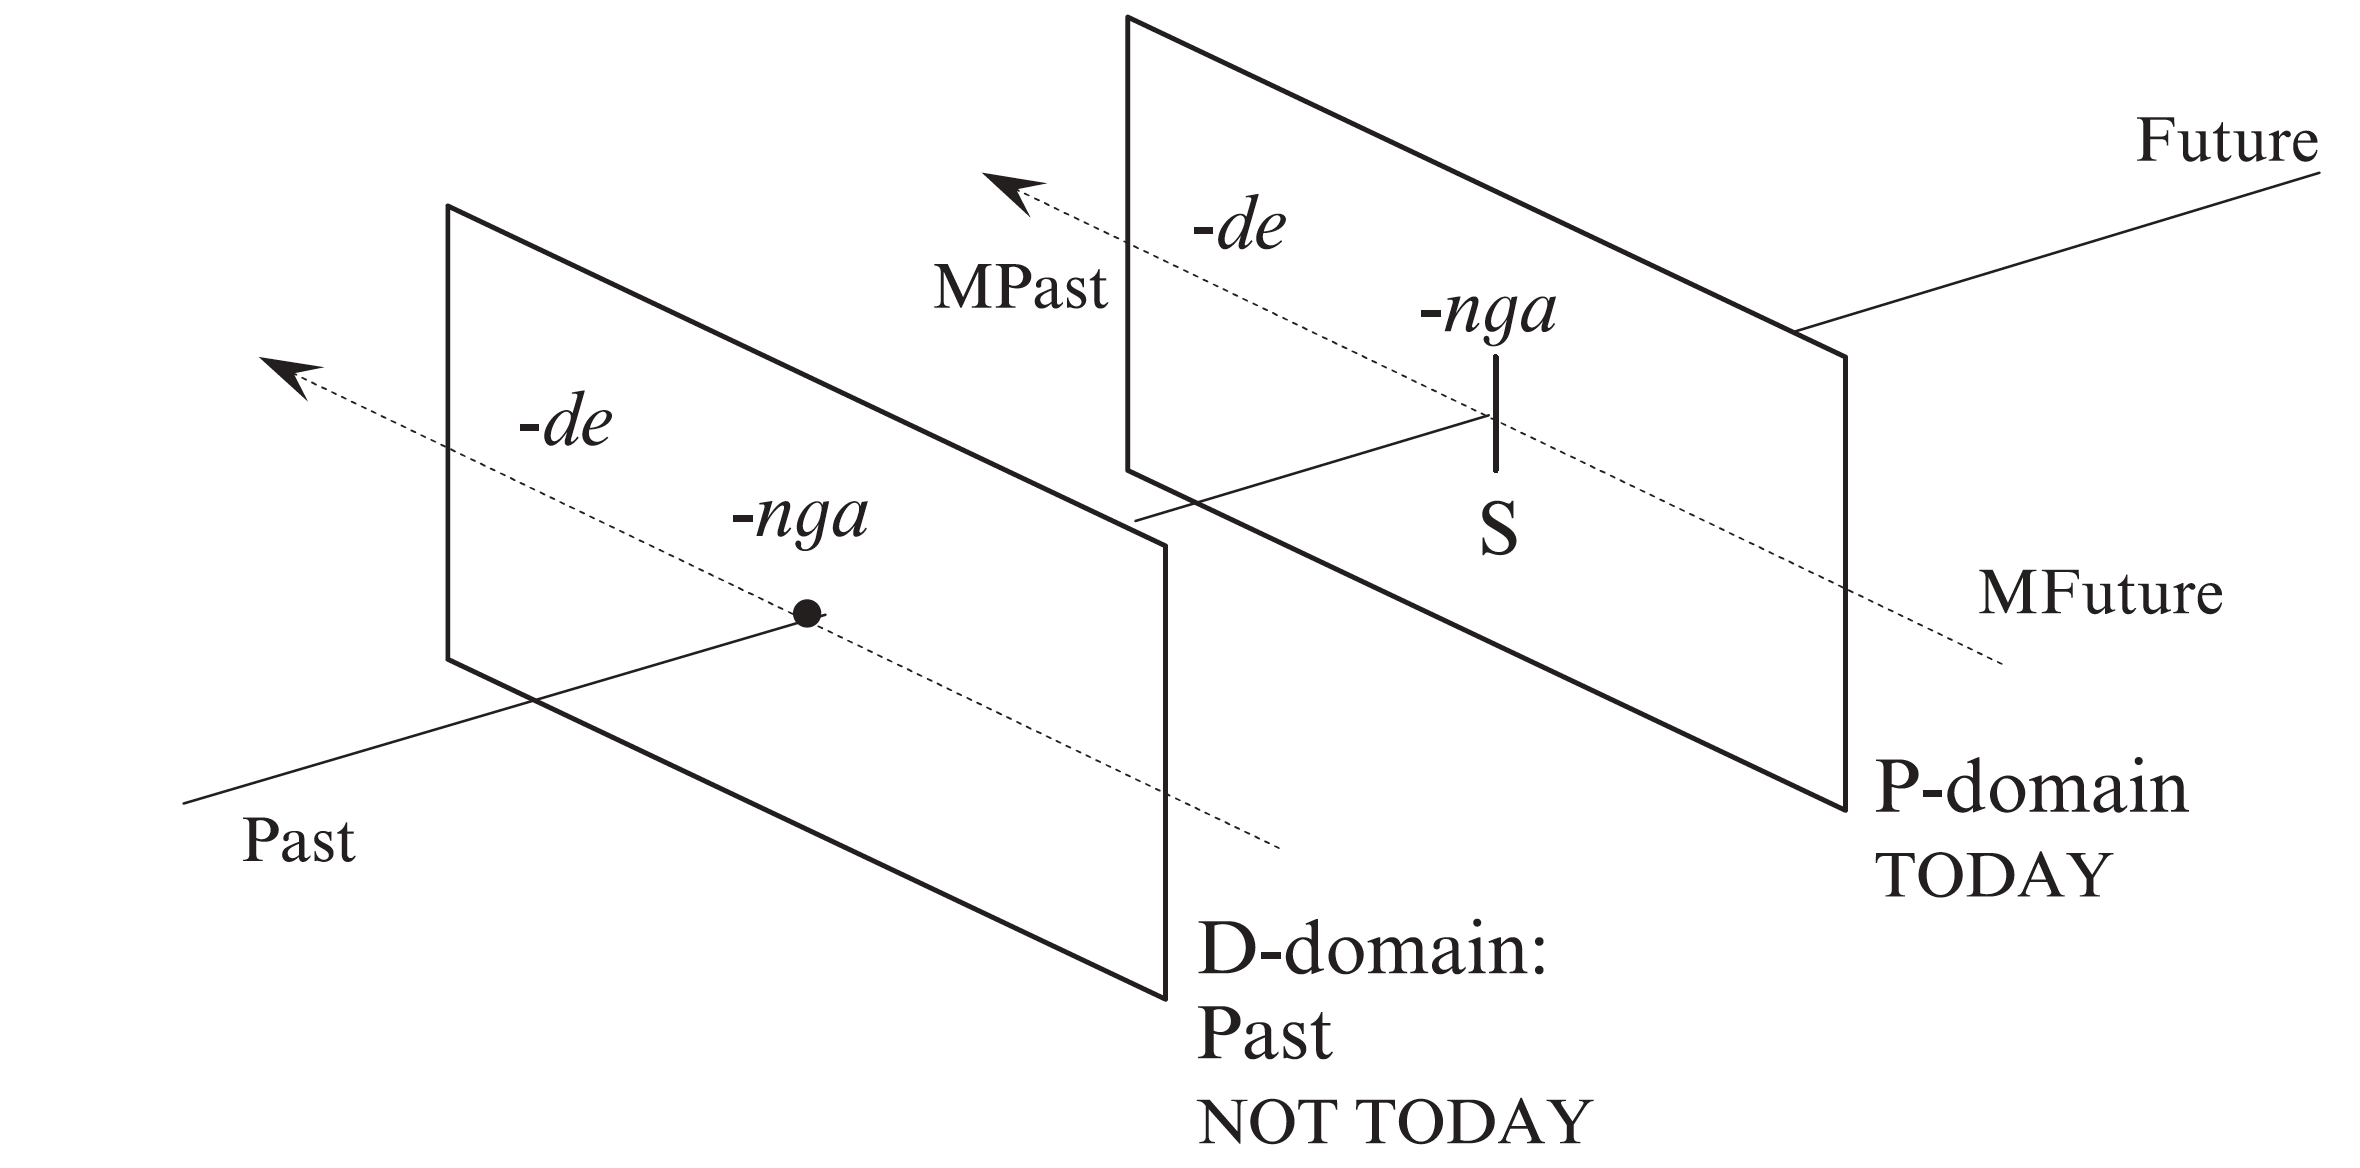 Future
-de
MPast
-nga
-de
-nga
S
MFuture
Past
P-domain
TODAY
D-domain:
Past
NOT TODAY